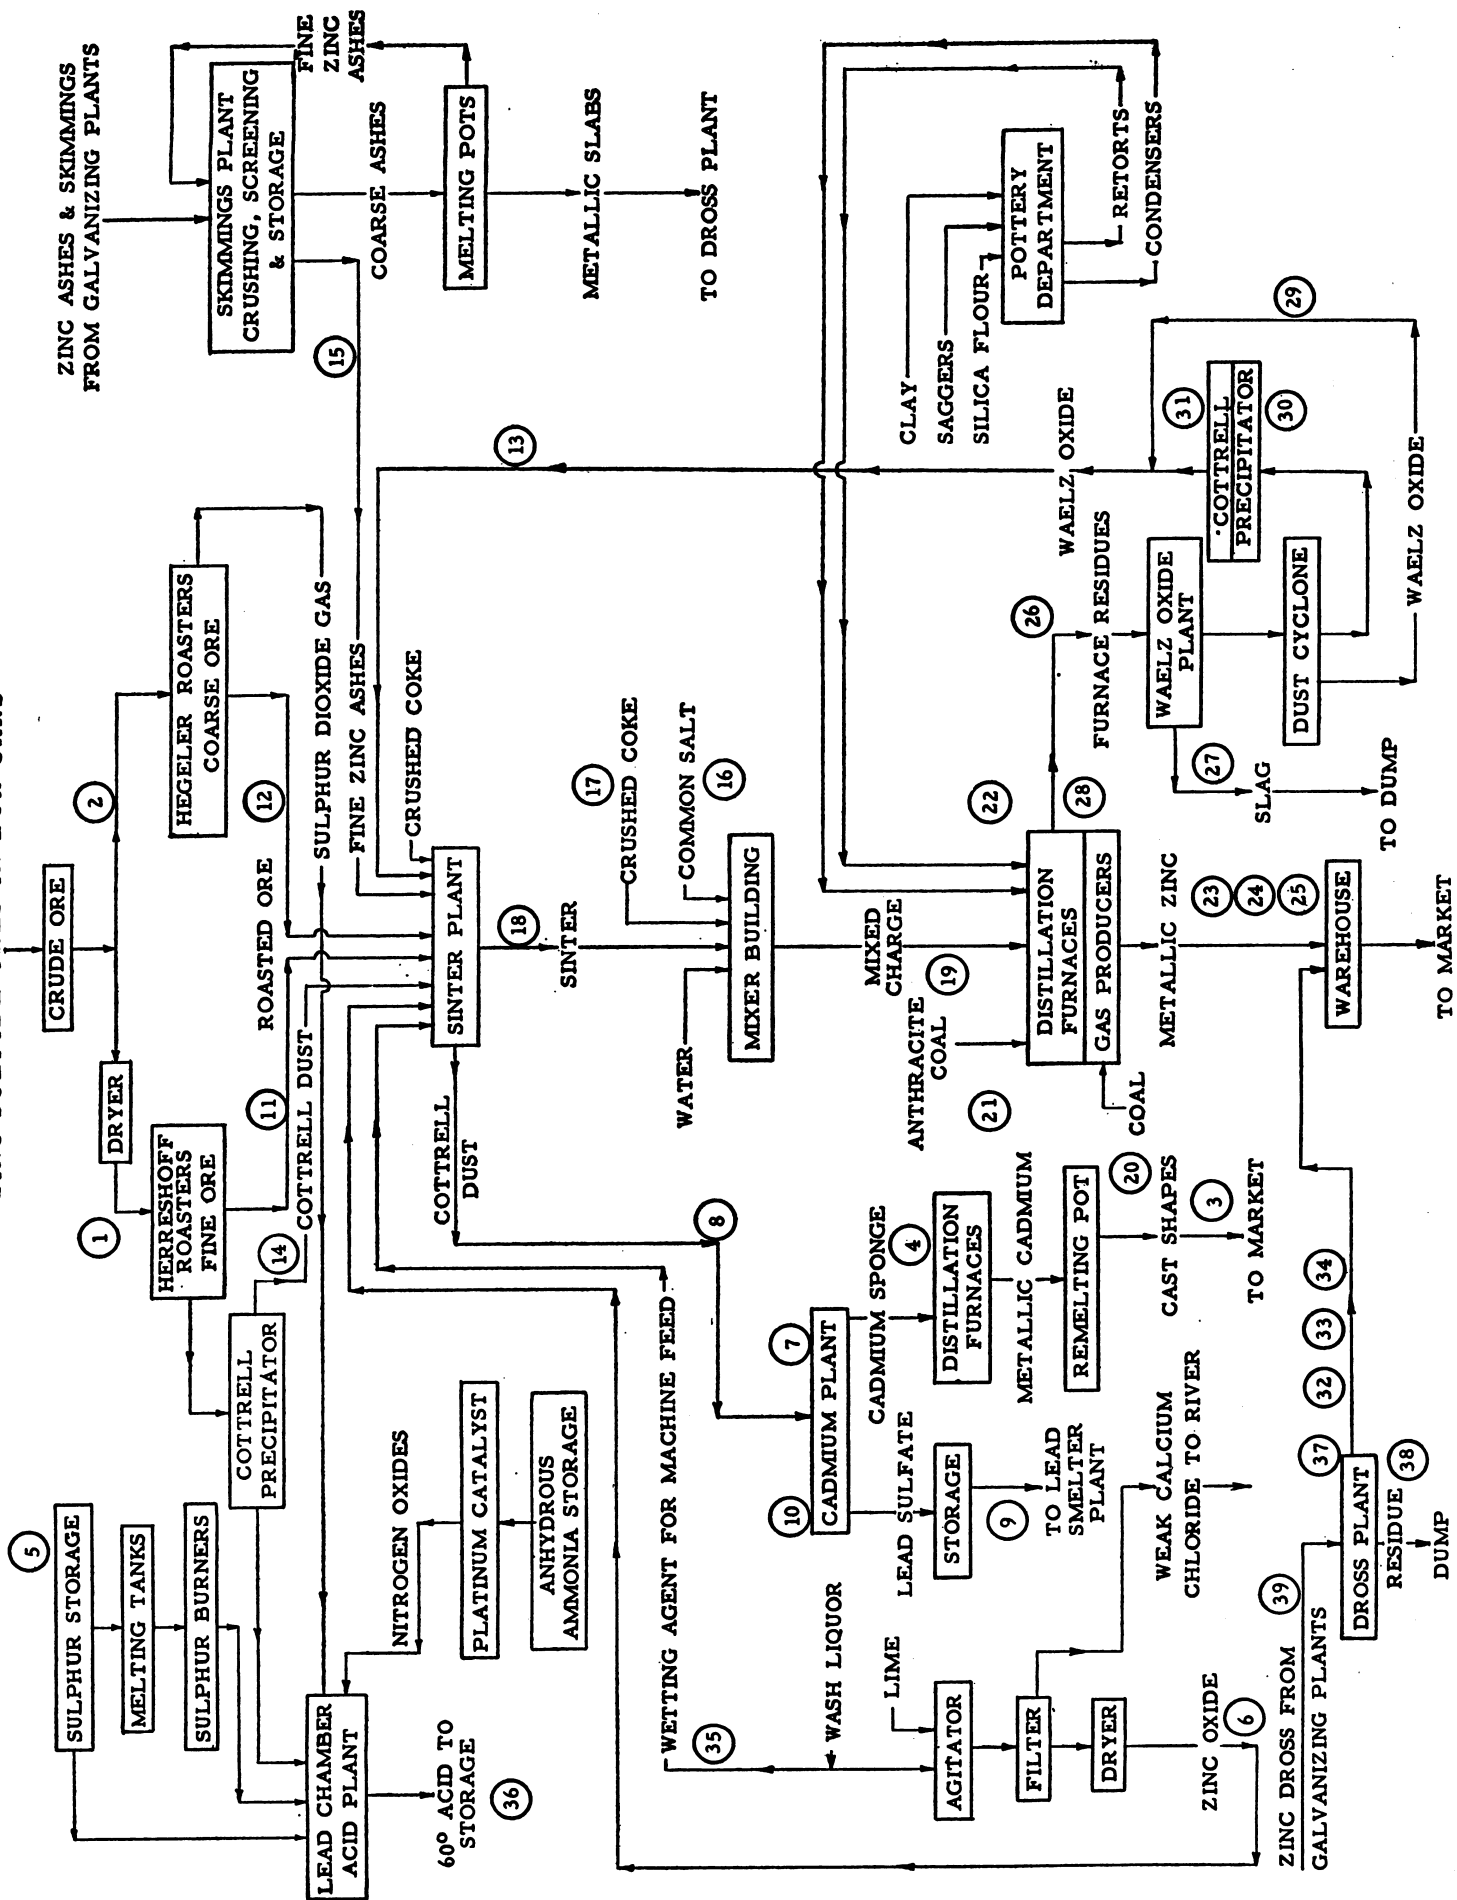 ZINC ASHES & SKIMMINGS
FROM GALVANIZING PLANTS
CRUDE ORE
5
SULPHUR STORAGE
MELTING TANKS
SULPHUR BURNERS
1
DRYER
2
HERRESHOFF
ROASTERS
FINE ORE
HEGELER ROASTERS
COARSE ORE
SKIMMINGS PLANT
CRUSHING, SCREENING
& STORAGE
FINE
ZINC
ASHES
COTTRELL
PRECIPITATOR
14
COTTRELL DUST
11
ROASTED ORE
12
SULPHUR DIOXIDE GAS
FINE ZINC ASHES
15
COARSE ASHES
MELTING POTS
LEAD CHAMBER
ACID PLANT
NITROGEN OXIDES
PLATINUM CATALYST
ANHYDROUS
AMMONIA STORAGE
60° ACID TO
STORAGE
36
CRUSHED COKE
SINTER PLANT
COTTRELL
DUST
18
SINTER
13
METALLIC SLABS
TO DROSS PLANT
WETTING AGENT FOR MACHINE FEED
35
8
17
CRUSHED COKE
COMMON SALT
16
WATER
MIXER BUILDING
WASH LIQUOR
LIME
10
CADMIUM PLANT
7
LEAD SULFATE
CADMIUM SPONGE
4
MIXED
CHARGE
19
ANTHRACITE
COAL
21
22
CLAY
SAGGERS
SILICA FLOUR
POTTERY
DEPARTMENT
RETORTS
CONDENSERS
AGITATOR
STORAGE
9
TO LEAD
SMELTER
PLANT
DISTILLATION
FURNACES
METALLIC CADMIUM
REMELTING POT
DISTILLATION
FURNACES
GAS PRODUCERS
COAL
28
26
FURNACE RESIDUES
WAELZ OXIDE
FILTER
DRYER
WEAK CALCIUM
CHLORIDE TO RIVER
20
CAST SHAPES
3
TO MARKET
METALLIC ZINC
23
24
25
WAELZ OXIDE
PLANT
27
SLAG
TO DUMP
31
COTTRELL
PRECIPITATOR
30
29
DUST CYCLONE
WAELZ OXIDE
ZINC OXIDE
6
ZINC DROSS FROM
GALVANIZING PLANTS
39
37
DROSS PLANT
38
RESIDUE
DUMP
32
33
34
WAREHOUSE
TO MARKET